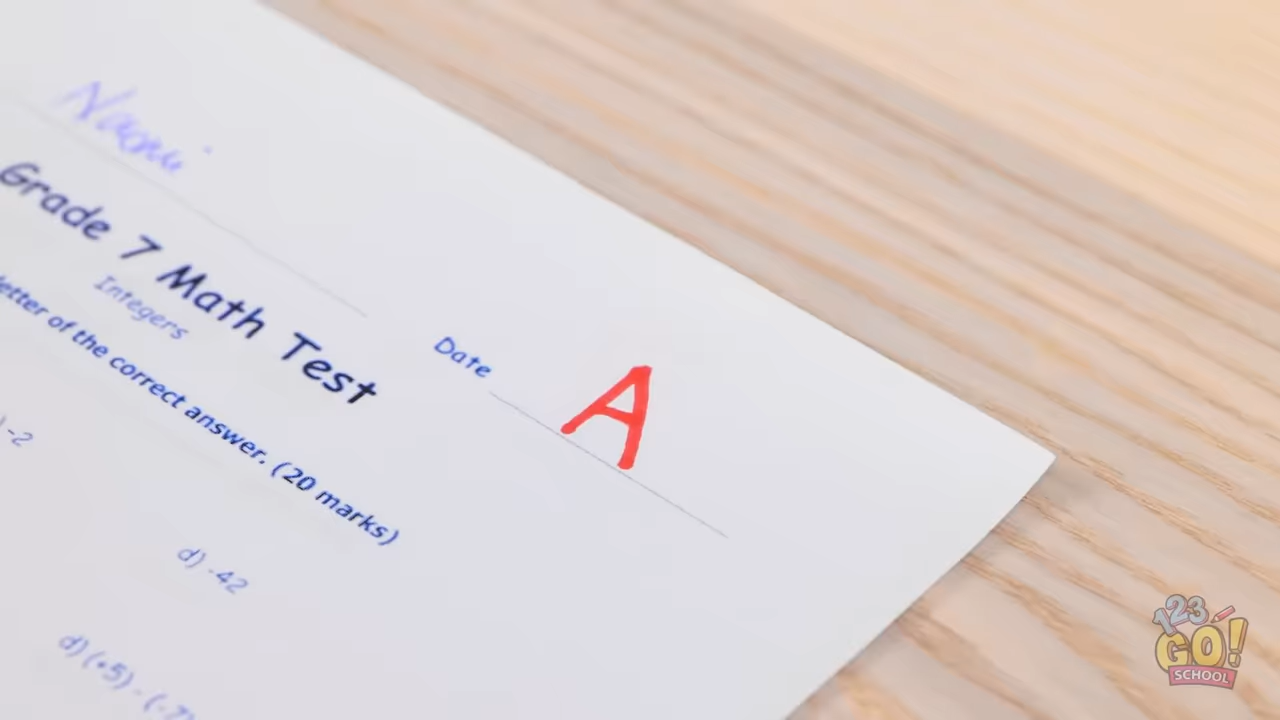 Naomi
Grade 7 Math Test
Integers
Date
A
letter of the correct answer. (20 marks)
) -2
d) -42
d) (+5) - (-7)
123
GO!
SCHOOL